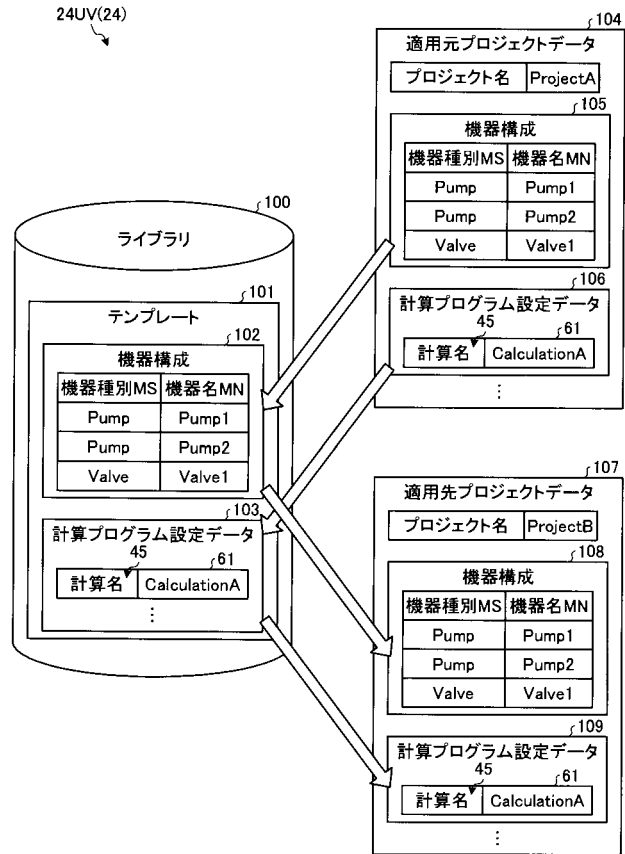 24UV(24)
100
ライブラリ
101
テンプレート
102
機器構成
機器種別MS 機器名MN
Pump Pump1
Pump Pump2
Valve Valve1
103
計算プログラム設定データ
45 61
計算名 CalculationA
⋮
104
適用元プロジェクトデータ
プロジェクト名 ProjectA
105
機器構成
機器種別MS 機器名MN
Pump Pump1
Pump Pump2
Valve Valve1
106
計算プログラム設定データ
45 61
計算名 CalculationA
⋮
107
適用先プロジェクトデータ
プロジェクト名 ProjectB
108
機器構成
機器種別MS 機器名MN
Pump Pump1
Pump Pump2
Valve Valve1
109
計算プログラム設定データ
45 61
計算名 CalculationA
⋮